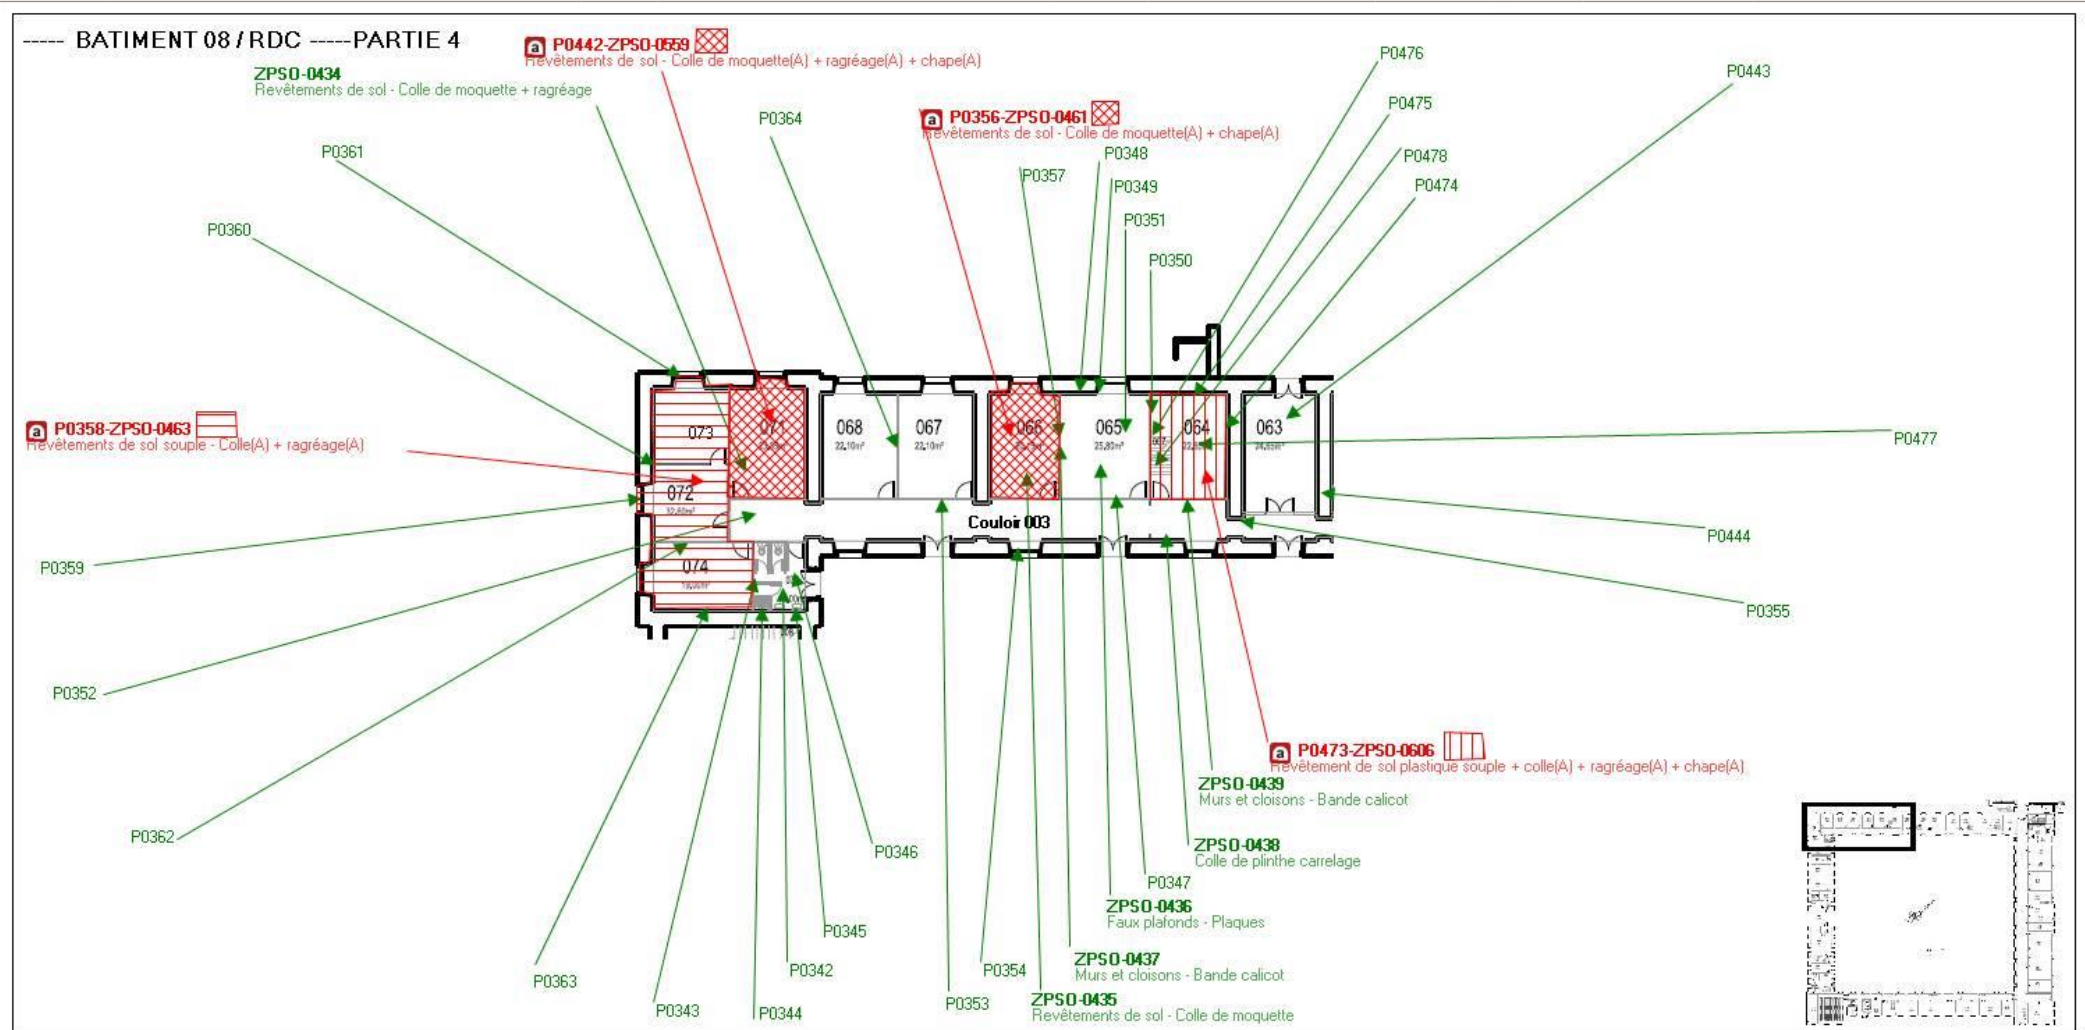 ----- BATIMENT 08 / RDC -----PARTIE 4
a P0442-ZPSO-0559
Revêtements de sol - Colle de moquette(A) + ragréage(A) + chape(A)
ZPSO-0434
Revêtements de sol - Colle de moquette + ragréage
P0476
P0443
P0475
P0364
a P0356-ZPSO-0461
Revêtements de sol - Colle de moquette(A) + chape(A)
P0361
P0348
P0478
P0357
P0349
P0474
P0351
P0360
P0350
a P0358-ZPSO-0463
Revêtements de sol souple - Colle(A) + ragréage(A)
073
071
068
22,10m²
067
22,10m²
066
065
25,80m²
064
063
P0477
072
Couloir 003
P0444
P0359
074
P0355
P0352
a P0473-ZPSO-0606
Revêtement de sol plastique souple + colle(A) + ragréage(A) + chape(A)
ZPSO-0439
Murs et cloisons - Bande calicot
P0362
P0346
ZPSO-0438
Colle de plinthe carrelage
P0347
ZPSO-0436
Faux plafonds - Plaques
P0345
P0363
P0342
P0354
ZPSO-0437
Murs et cloisons - Bande calicot
P0343
P0344
P0353
ZPSO-0435
Revêtements de sol - Colle de moquette